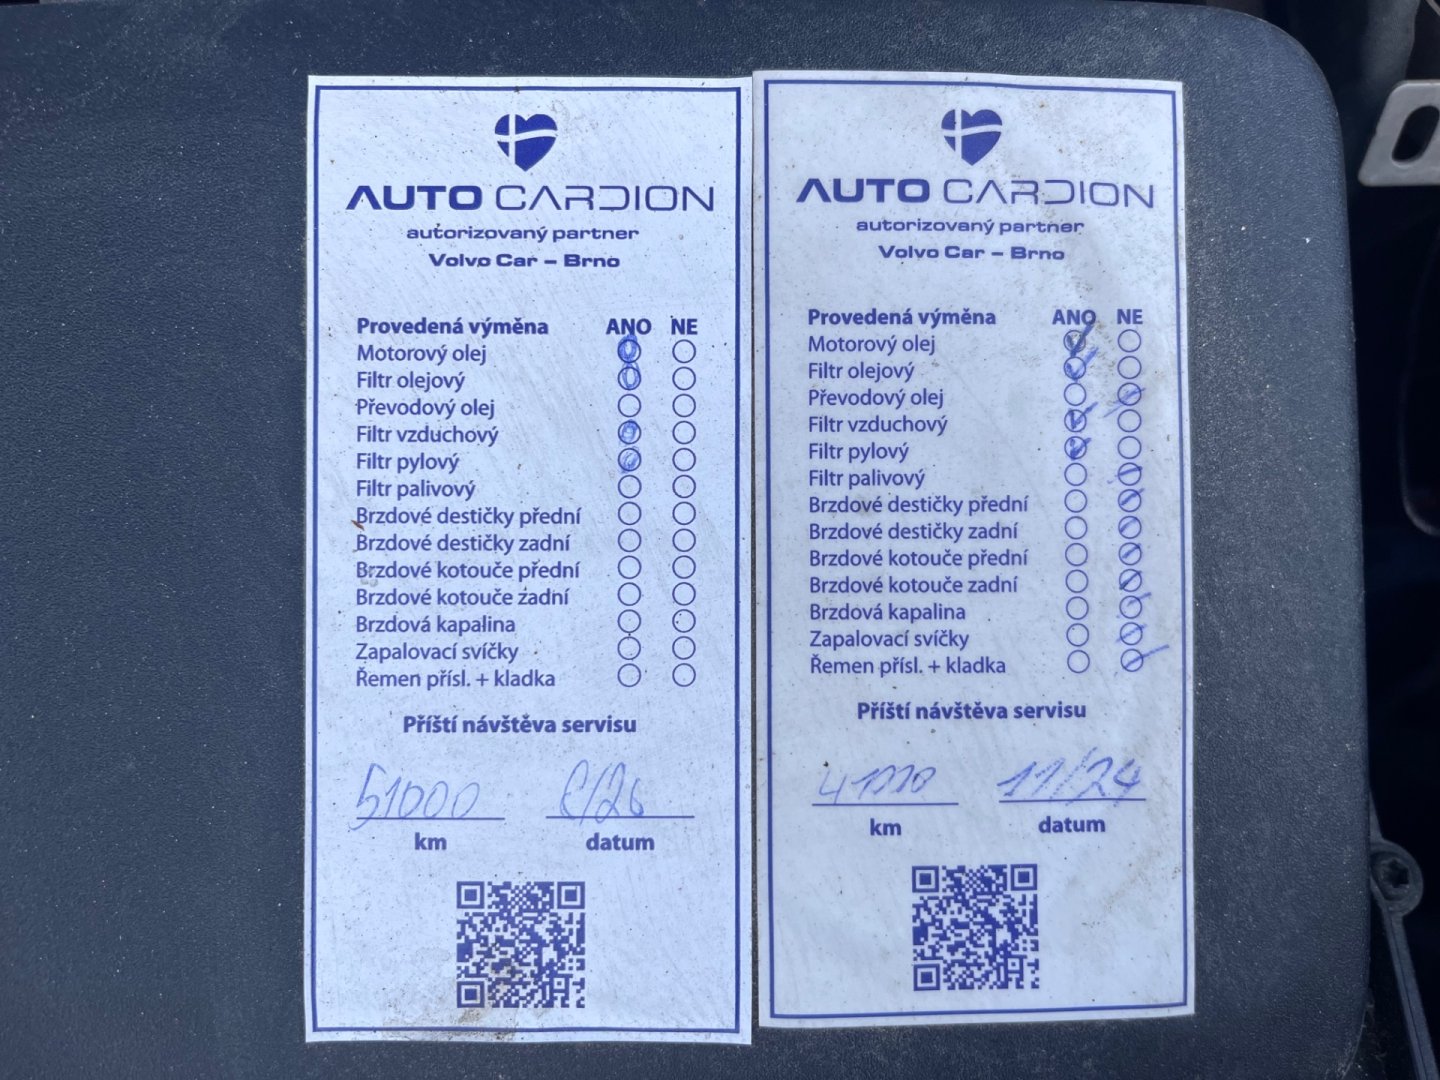 AUTO CARDION
autorizovaný partner
Volvo Car – Brno
Provedená výměna ANO NE
Motorový olej
Filtr olejový
Převodový olej
Filtr vzduchový
Filtr pylový
Filtr palivový
Brzdové destičky přední
Brzdové destičky zadní
Brzdové kotouče přední
Brzdové kotouče zadní
Brzdová kapalina
Zapalovací svíčky
Řemen přísl. + kladka
Příští návštěva servisu
51000
km datum
AUTO CARDION
autorizovaný partner
Volvo Car – Brno
Provedená výměna ANO NE
Motorový olej
Filtr olejový
Převodový olej
Filtr vzduchový
Filtr pylový
Filtr palivový
Brzdové destičky přední
Brzdové destičky zadní
Brzdové kotouče přední
Brzdové kotouče zadní
Brzdová kapalina
Zapalovací svíčky
Řemen přísl. + kladka
Příští návštěva servisu
41000 11/24
km datum